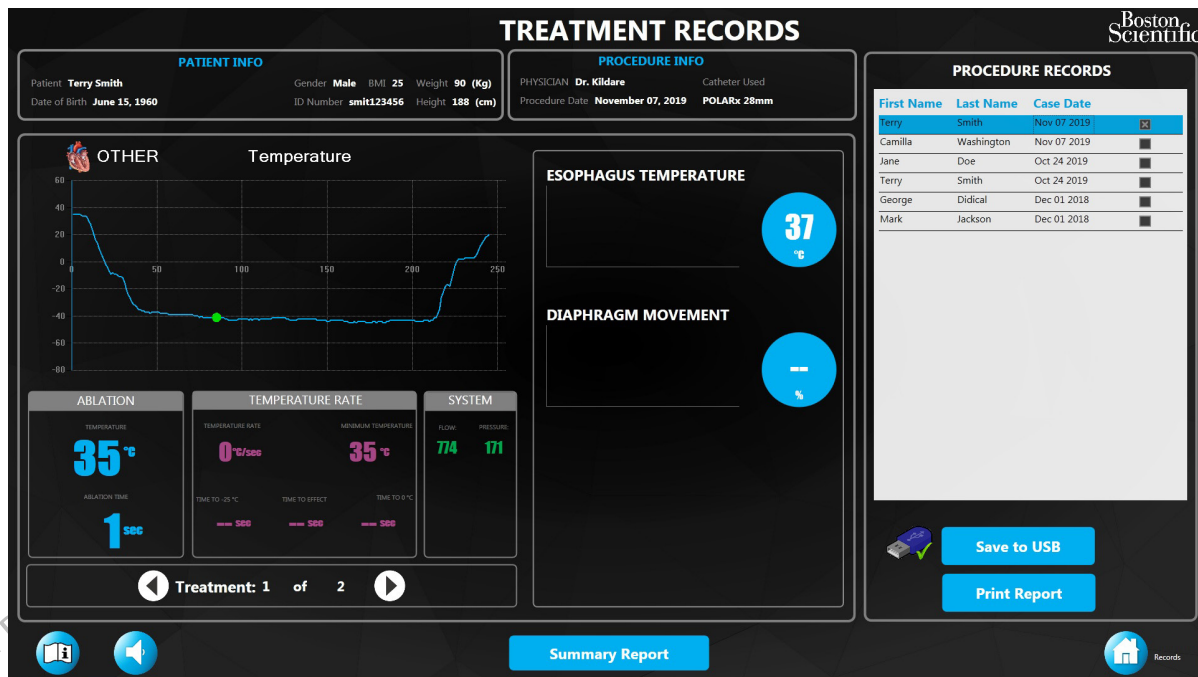 TREATMENT RECORDS
Boston
Scientific
PATIENT INFO
Patient Terry Smith
Gender Male BMI 25 Weight 90 (Kg)
Date of Birth June 15, 1960
ID Number smit123456 Height 188 (cm)
PROCEDURE INFO
PHYSICIAN Dr. Kildare
Catheter Used
Procedure Date November 07, 2019
POLARx 28mm
OTHER
Temperature
60
40
20
0
-20
-40
-60
-80
0 50 100 150 200 250
ABLATION
TEMPERATURE
35 °C
ABLATION TIME
1 sec
TEMPERATURE RATE
TEMPERATURE RATE
MINIMUM TEMPERATURE
0 °C/sec
35 °C
TIME TO -25 °C
TIME TO EFFECT
TIME TO 0 °C
-- sec
-- sec
-- sec
SYSTEM
FLOW: PRESSURE:
774 171
Treatment: 1 of 2
ESOPHAGUS TEMPERATURE
37
°C
DIAPHRAGM MOVEMENT
--
%
PROCEDURE RECORDS
First Name Last Name Case Date
Terry Smith Nov 07 2019
Camilla Washington Nov 07 2019
Jane Doe Oct 24 2019
Terry Smith Oct 24 2019
George Didical Dec 01 2018
Mark Jackson Dec 01 2018
Save to USB
Print Report
Summary Report
Records